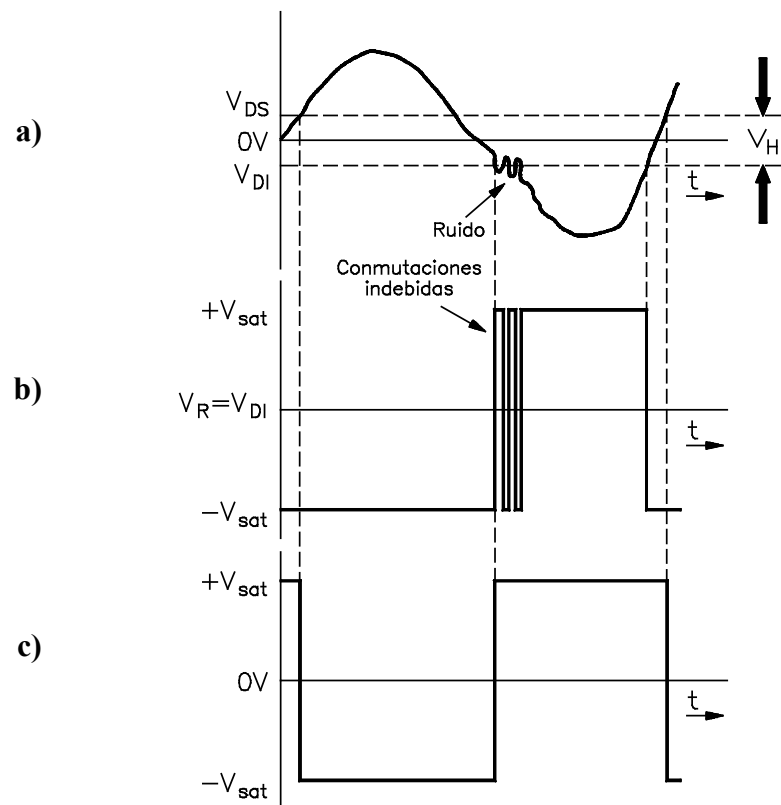 a)
V_DS
0V
V_DI
V_H
t
Ruido
Conmutaciones
indebidas
b)
+V_sat
V_R=V_DI
t
-V_sat
c)
+V_sat
0V
t
-V_sat